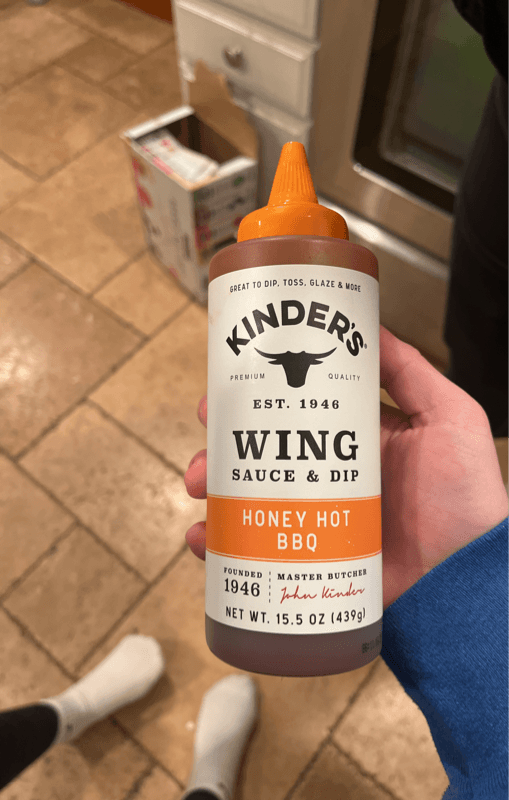 GREAT TO DIP, TOSS, GLAZE & MORE
KINDER'S®
PREMIUM QUALITY
EST. 1946
WING
SAUCE & DIP
HONEY HOT
BBQ
FOUNDED
1946
MASTER BUTCHER
John Kinder
NET WT. 15.5 OZ (439g)